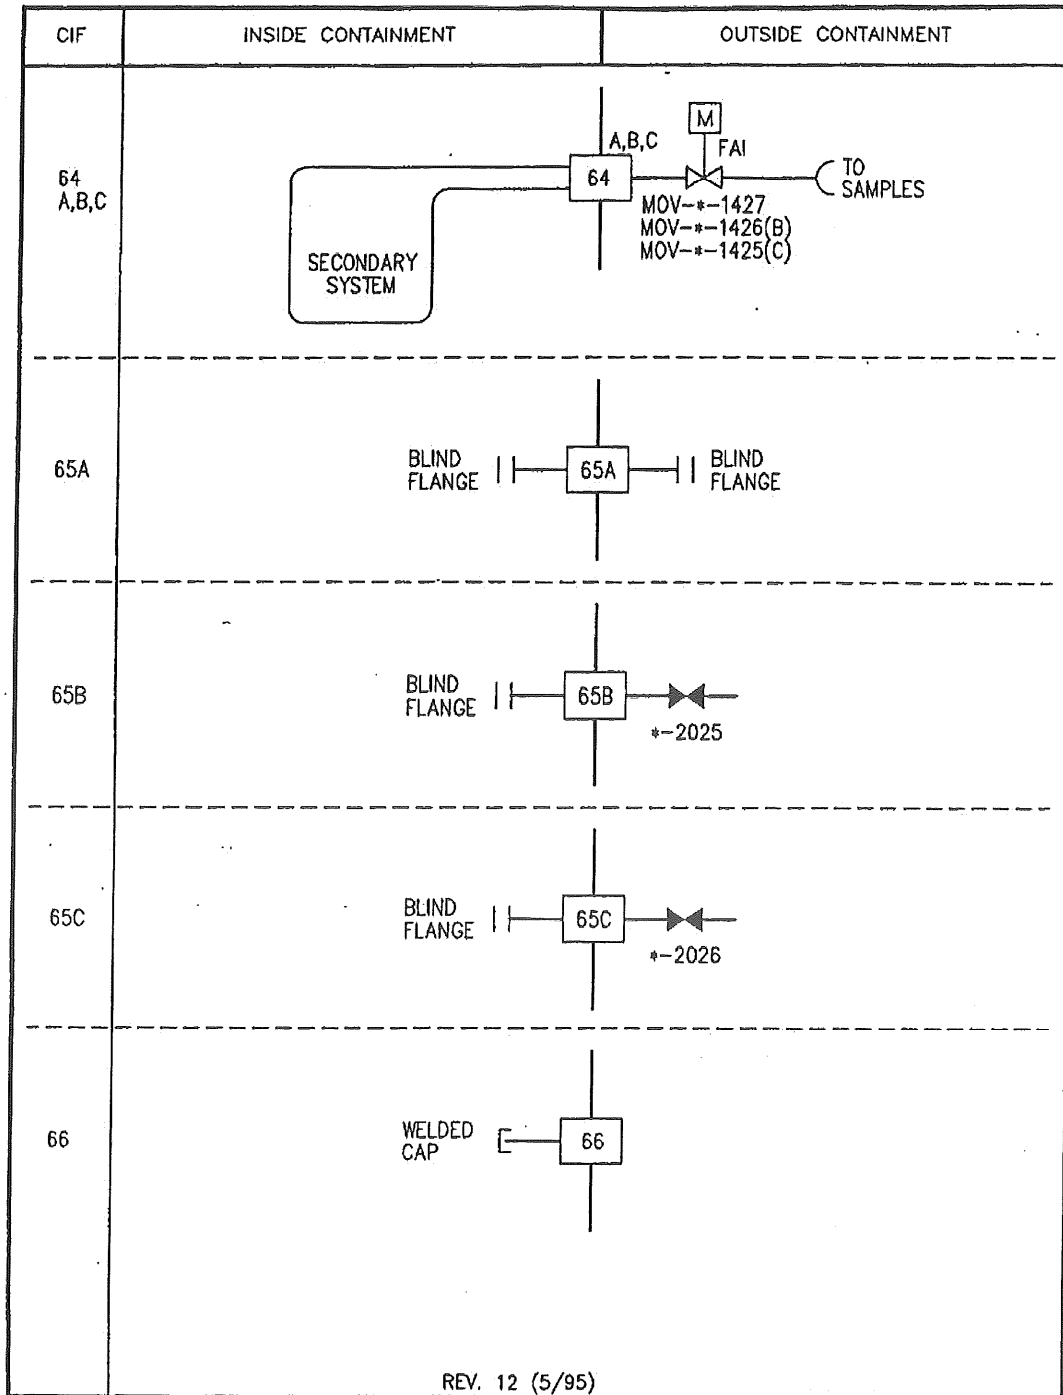 CIF
INSIDE CONTAINMENT
OUTSIDE CONTAINMENT
64
A,B,C
A,B,C
64
M
FAI
TO
SAMPLES
MOV-*-1427
MOV-*-1426(B)
MOV-*-1425(C)
SECONDARY
SYSTEM
65A
BLIND
FLANGE
65A
BLIND
FLANGE
65B
BLIND
FLANGE
65B
*-2025
65C
BLIND
FLANGE
65C
*-2026
66
WELDED
CAP
66
REV. 12 (5/95)